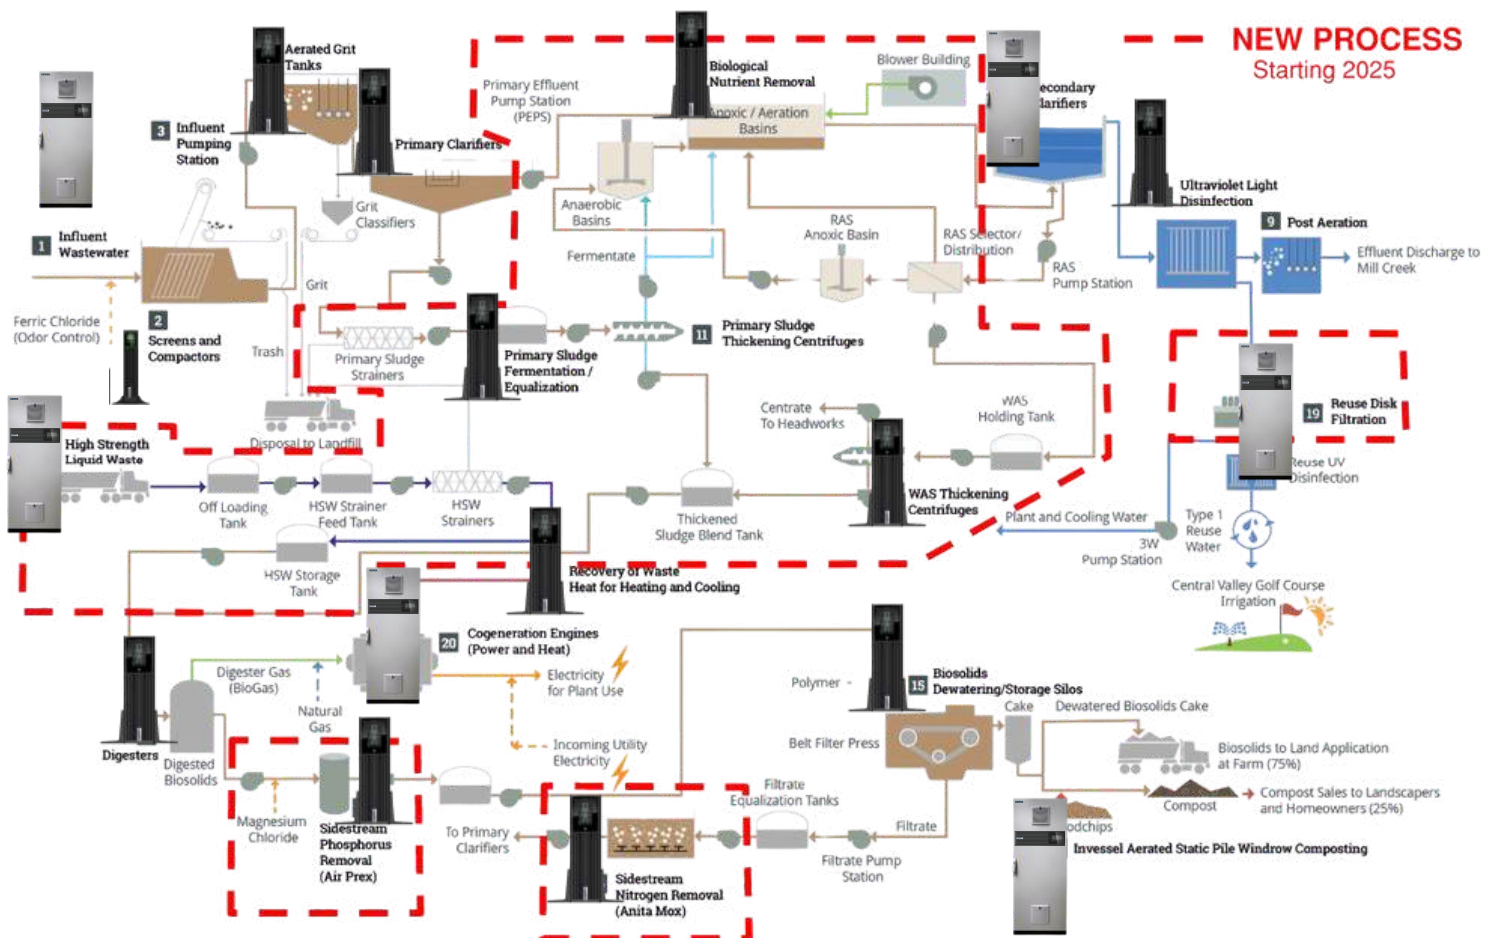 NEW PROCESS
Starting 2025
Aerated Grit
Tanks
3
Influent
Pumping
Station
Primary Clarifiers
Primary Effluent
Pump Station
(PEPS)
Biological
Nutrient Removal
Anoxic / Aeration
Basins
Blower Building
Ultraviolet Light
Disinfection
9
Post Aeration
Effluent Discharge to
Mill Creek
1
Influent
Wastewater
Grit
Classifiers
Anaerobic
Basins
Fermentate
RAS
Anoxic Basin
RAS Selector/
Distribution
RAS
Pump Station
Grit
Ferric Chloride
(Odor Control)
2
Screens and
Compactors
Trash
Primary Sludge
Strainers
Primary Sludge
Fermentation /
Equalization
11
Primary Sludge
Thickening Centrifuges
Disposal to Landfill
Centrate
To Headworks
WAS
Holding Tank
19
Reuse Disk
Filtration
High Strength
Liquid Waste
Off Loading
Tank
HSW Strainer
Feed Tank
HSW
Strainers
Thickened
Sludge Blend Tank
WAS Thickening
Centrifuges
Reuse UV
Disinfection
Plant and Cooling Water
3W
Pump Station
Type 1
Reuse
Water
Central Valley Golf Course
Irrigation
HSW Storage
Tank
Recovery of Waste
Heat for Heating and Cooling
20
Cogeneration Engines
(Power and Heat)
Digester Gas
(BioGas)
Natural
Gas
Electricity
for Plant Use
Incoming Utility
Electricity
Digesters
Digested
Biosolids
Magnesium
Chloride
Sidestream
Phosphorus
Removal
(Air Prex)
To Primary
Clarifiers
Sidestream
Nitrogen Removal
(Anita Mox)
Filtrate
Equalization Tanks
Filtrate Pump
Station
Filtrate
Polymer -
15
Biosolids
Dewatering/Storage Silos
Belt Filter Press
Cake
Dewatered Biosolids Cake
Biosolids to Land Application
at Farm (75%)
Compost
Compost Sales to Landscapers
and Homeowners (25%)
Invessel Aerated Static Pile Windrow Composting